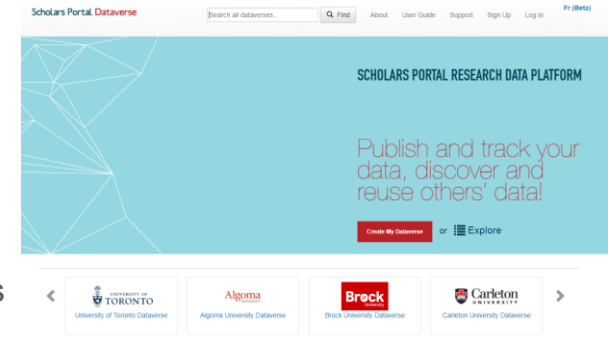 Scholars Portal Dataverse
Search all dataverses...
Find
About
User Guide
Support
Sign Up
Log In
Fr (Beta)
SCHOLARS PORTAL RESEARCH DATA PLATFORM
Publish and track your
data, discover and
reuse others' data!
Create My Dataverse or Explore
s
UNIVERSITY OF
TORONTO
University of Toronto Dataverse
Algoma
UNIVERSITY
Algoma University Dataverse
Brock
University
Brock University Dataverse
Carleton
UNIVERSITY
Carleton University Dataverse